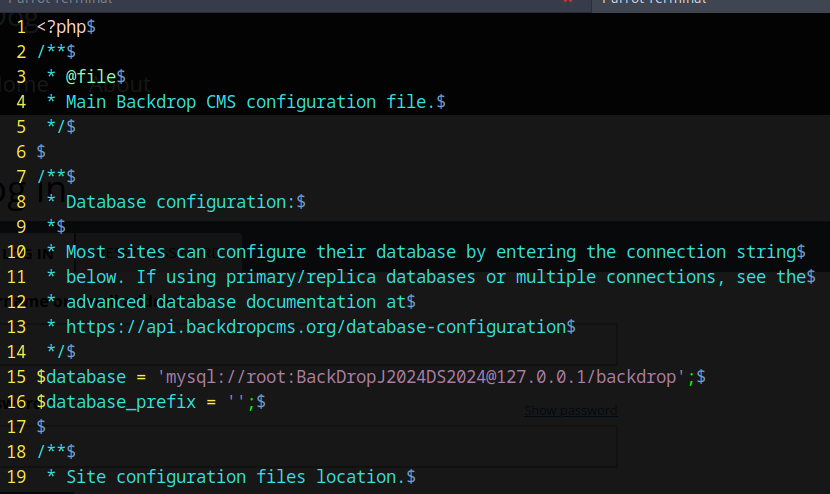 Parrot Terminal
Parrot Terminal
1 <?php$
2 /**$
3  * @file$
4  * Main Backdrop CMS configuration file.$
5  */$
6 $
7 /**$
8  * Database configuration:$
9  *$
10  * Most sites can configure their database by entering the connection string$
11  * below. If using primary/replica databases or multiple connections, see the$
12  * advanced database documentation at$
13  * https://api.backdropcms.org/database-configuration$
14  */$
15 $database = 'mysql://root:BackDropJ2024DS2024@127.0.0.1/backdrop';$
16 $database_prefix = '';$
Show password
17 $
18 /**$
19  * Site configuration files location.$